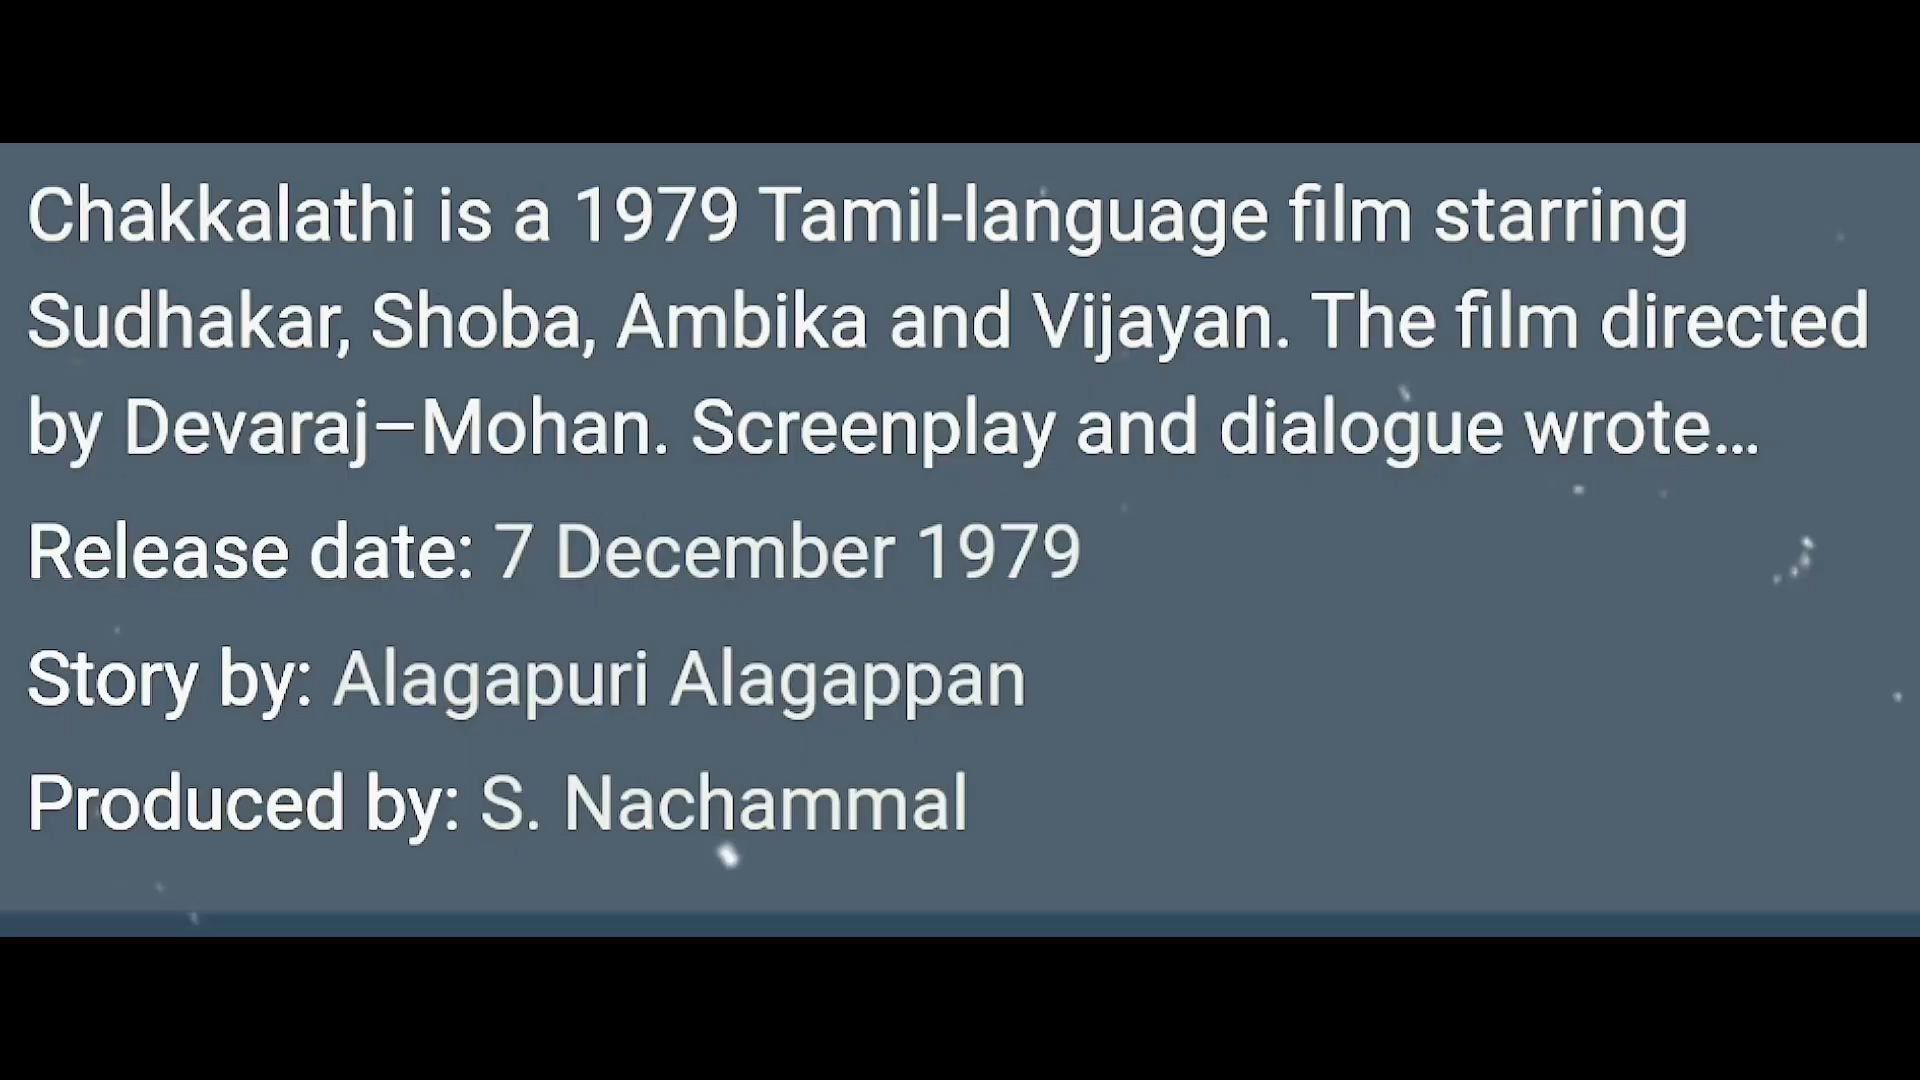 Chakkalathi is a 1979 Tamil-language film starring
Sudhakar, Shoba, Ambika and Vijayan. The film directed
by Devaraj–Mohan. Screenplay and dialogue wrote...
Release date: 7 December 1979
Story by: Alagapuri Alagappan
Produced by: S. Nachammal